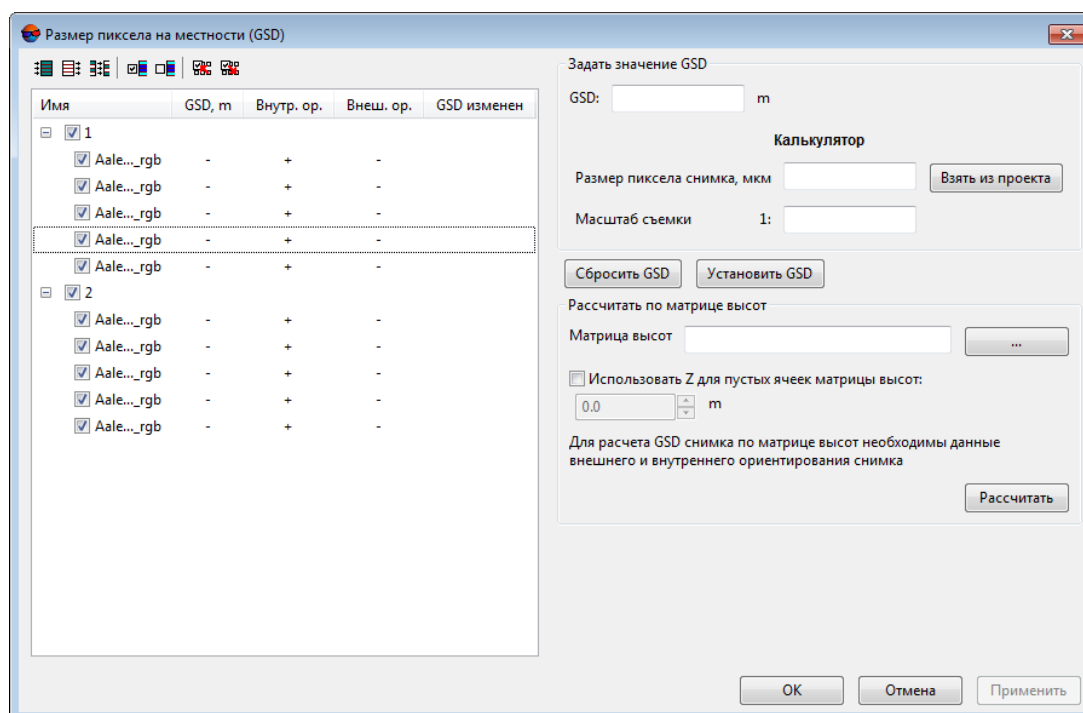 Размер пиксела на местности (GSD)
Имя GSD, m Внутр. ор. Внеш. ор. GSD изменен
1
Aale..._rgb - + -
Aale..._rgb - + -
Aale..._rgb - + -
Aale..._rgb - + -
Aale..._rgb - + -
2
Aale..._rgb - + -
Aale..._rgb - + -
Aale..._rgb - + -
Aale..._rgb - + -
Aale..._rgb - + -
Задать значение GSD
GSD: m
Калькулятор
Размер пиксела снимка, мкм Взять из проекта
Масштаб съемки 1:
Сбросить GSD Установить GSD
Рассчитать по матрице высот
Матрица высот ...
Использовать Z для пустых ячеек матрицы высот:
0.0 m
Для расчета GSD снимка по матрице высот необходимы данные
внешнего и внутреннего ориентирования снимка
Рассчитать
OK Отмена Применить